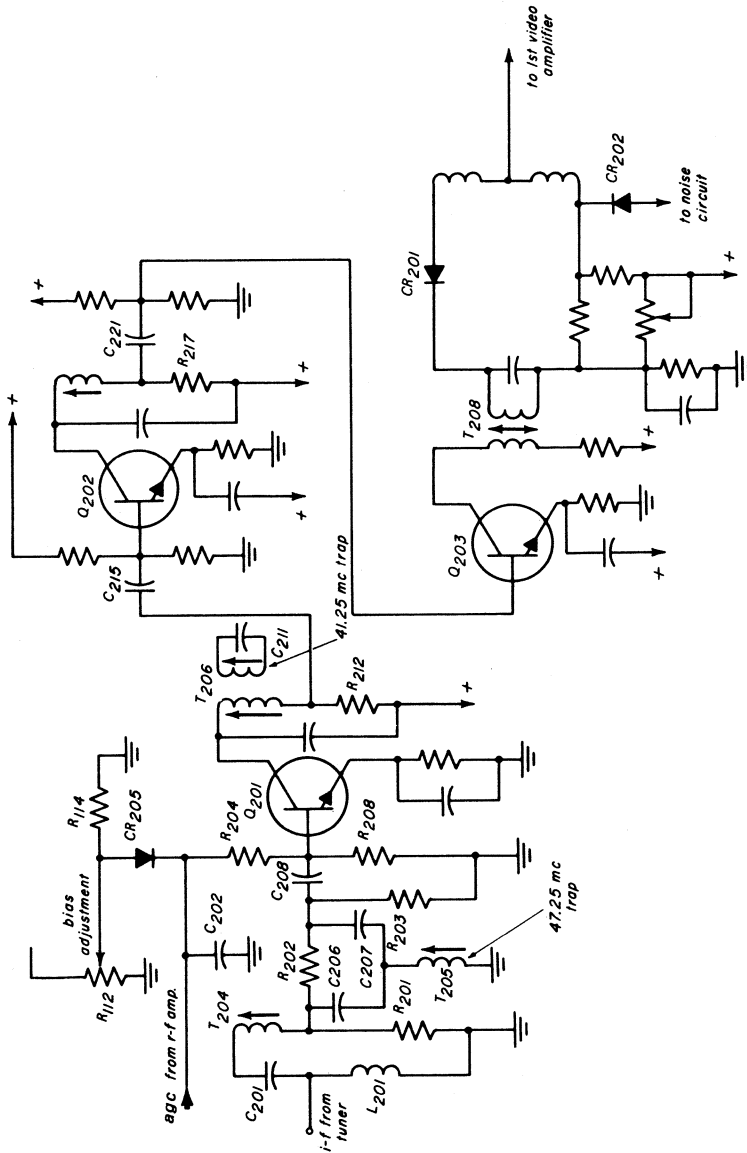 to 1st video
amplifier
CR202
to noise
circuit
+
CR201
+
C221
R217
+
T208
+
+
Q202
+
Q203
+
C215
41.25 mc trap
C211
T206
R212
+
R114
CR205
Q201
R204
R208
bias
adjustment
C202
C208
R203
47.25 mc
trap
R202
C206
C207
T205
R112
T204
R201
agc from r-f amp.
C201
L201
i-f from
tuner